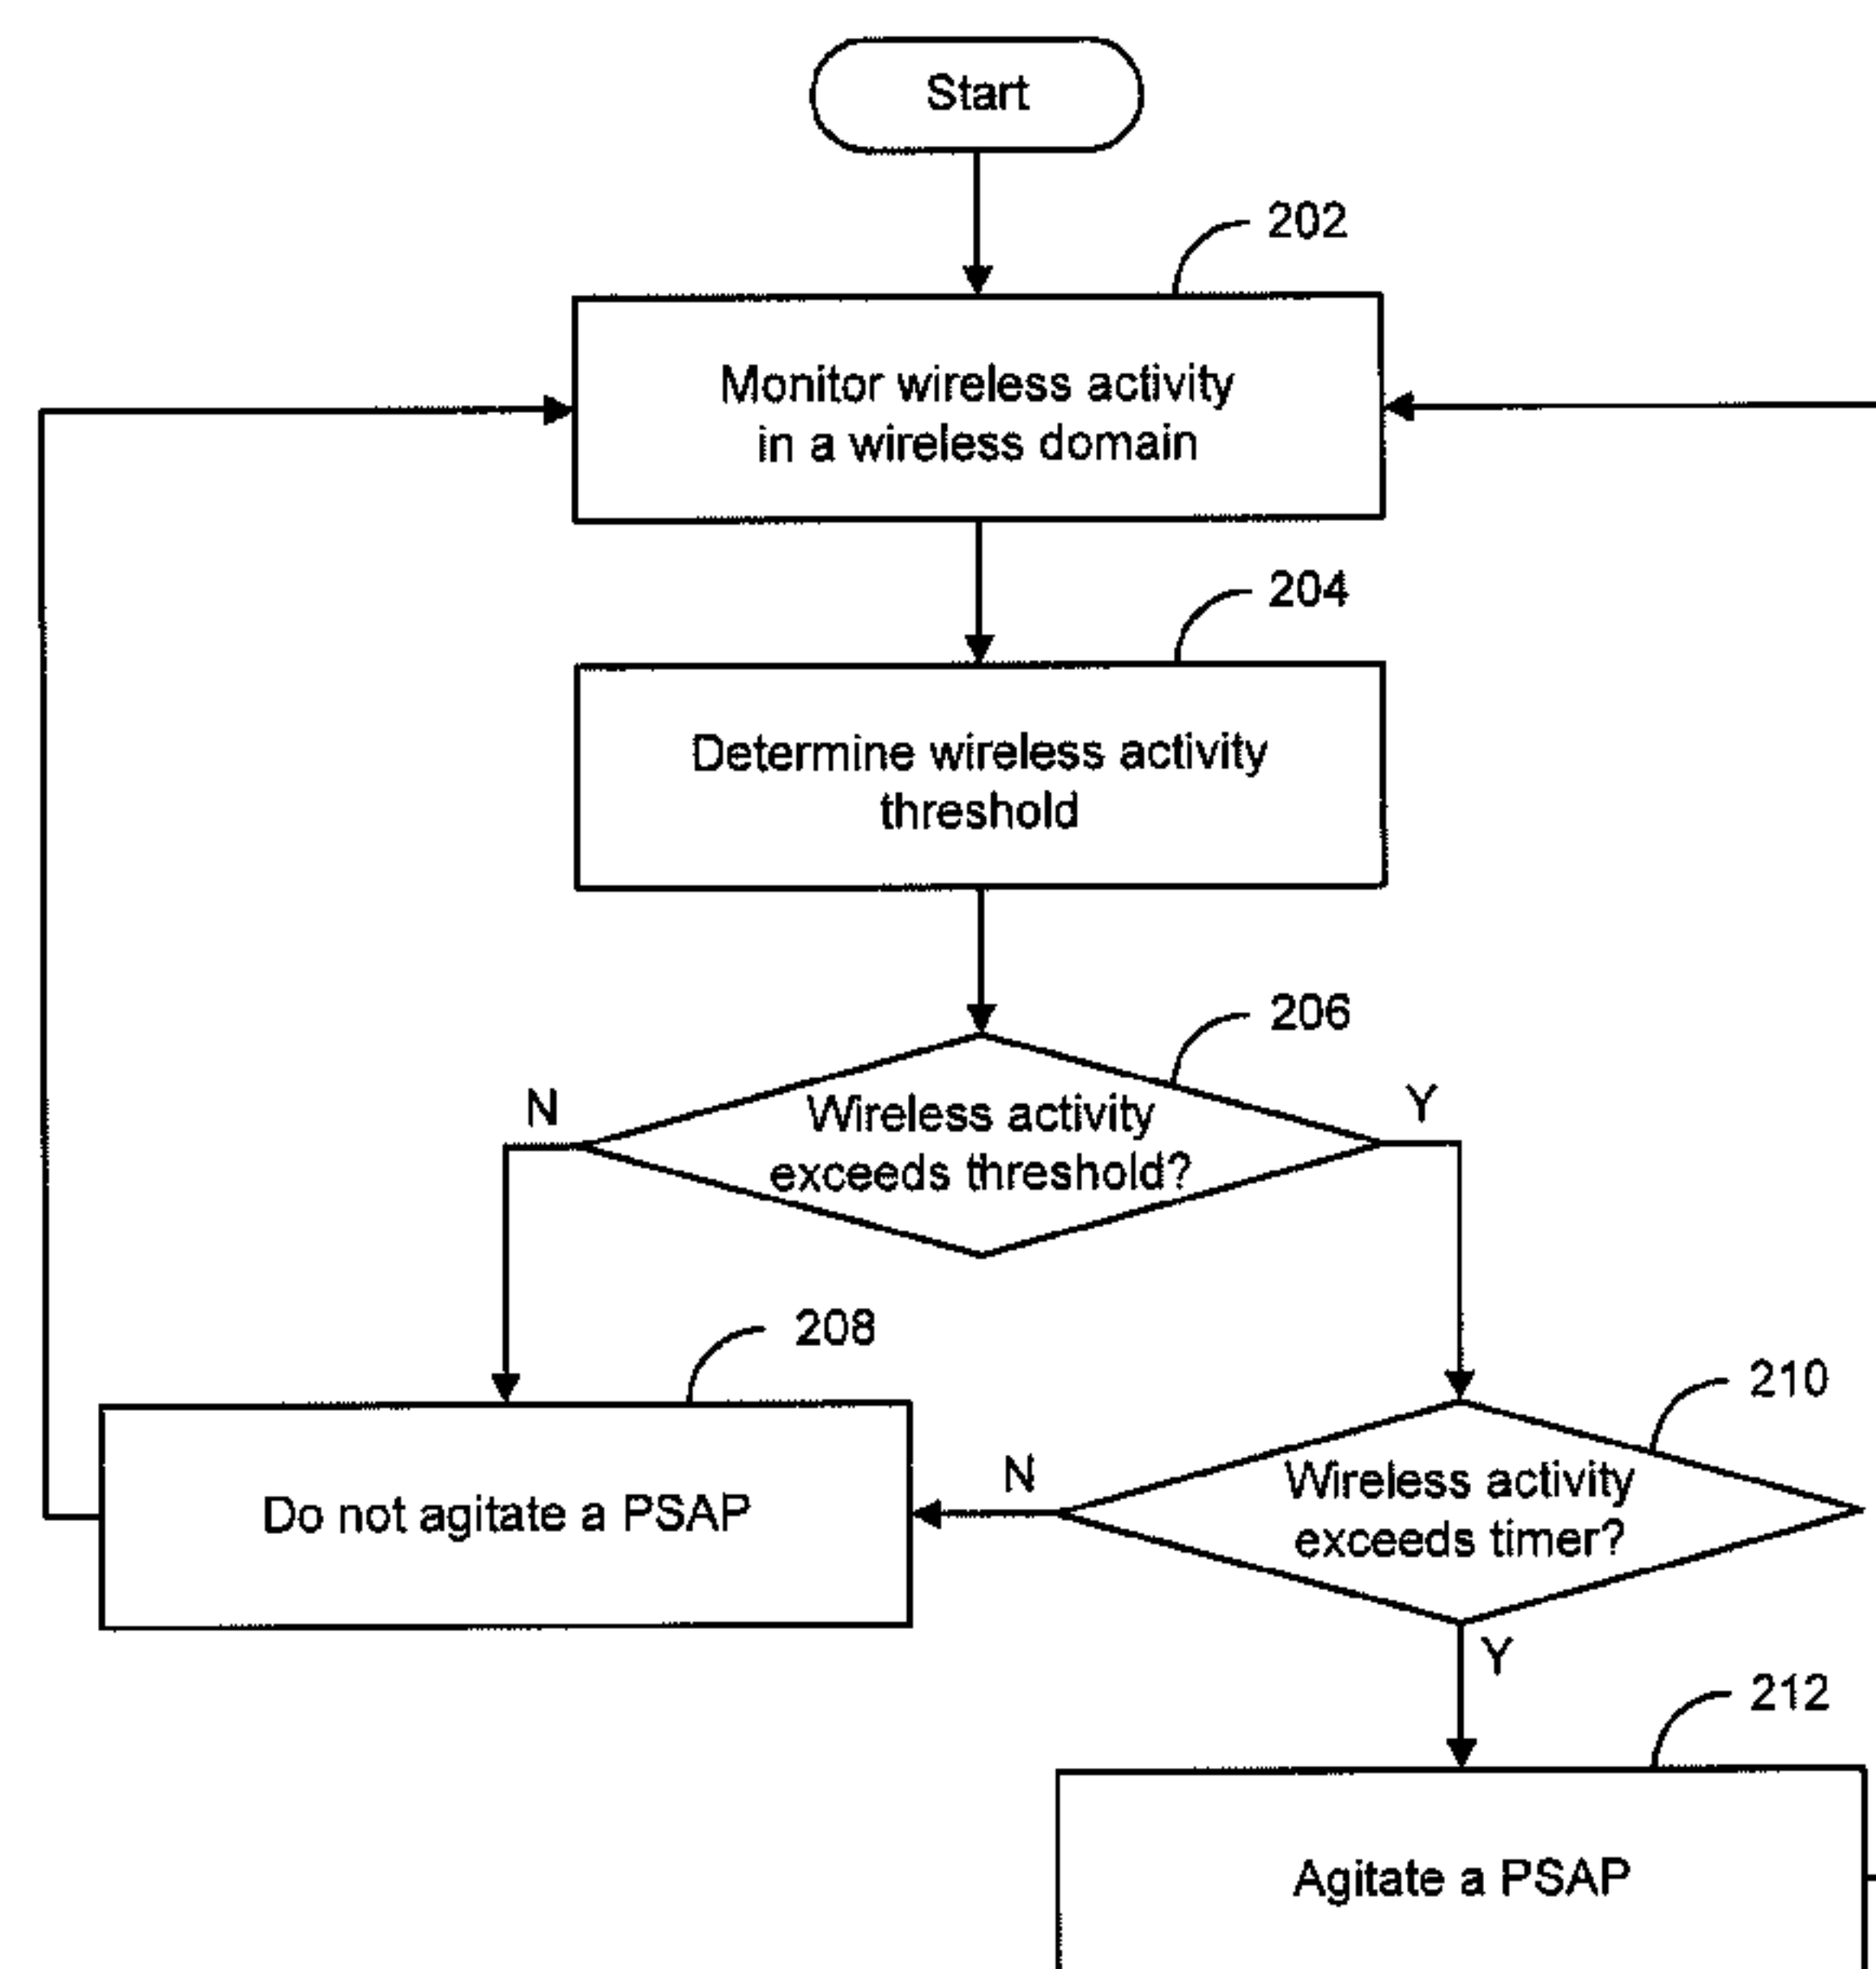 Start
202
Monitor wireless activity
in a wireless domain
204
Determine wireless activity
threshold
206
N
Y
Wireless activity
exceeds threshold?
208
210
Do not agitate a PSAP
N
Wireless activity
exceeds timer?
Y
212
Agitate a PSAP